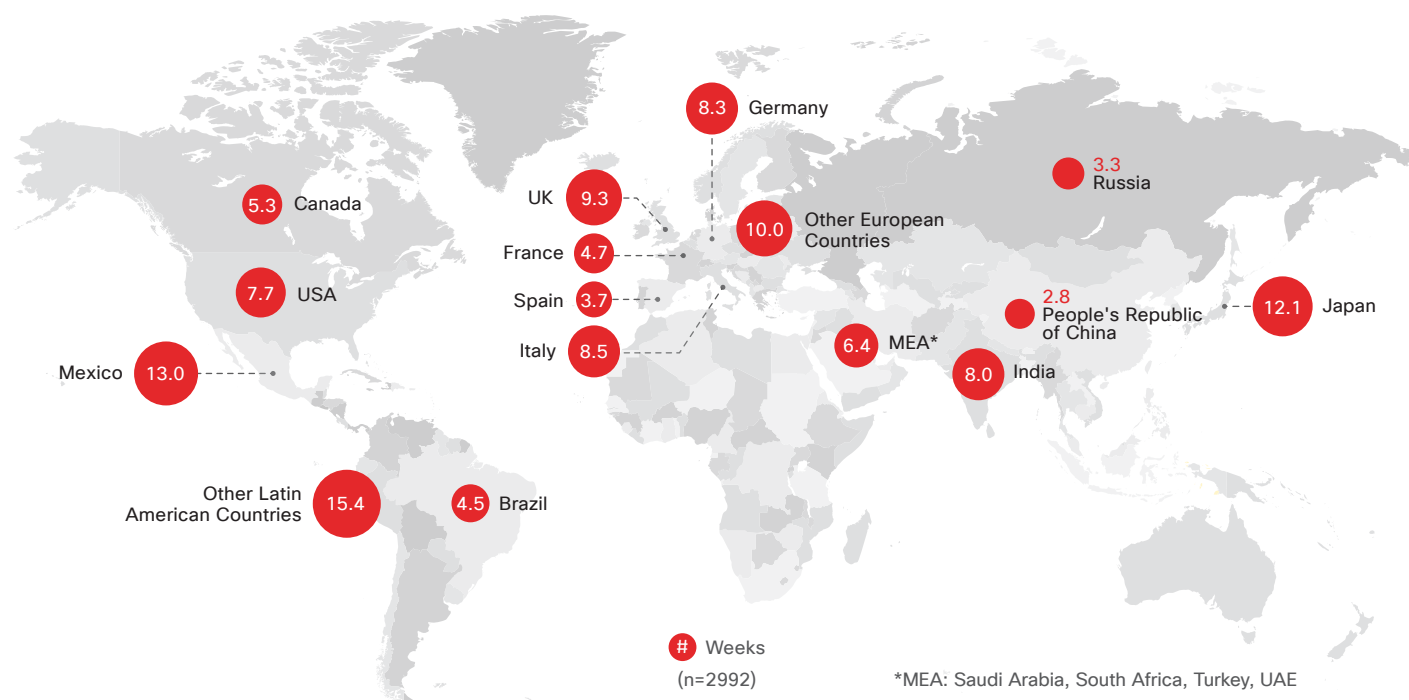 8.3 Germany
3.3
Russia
UK 9.3
5.3 Canada
10.0 Other European
Countries
France 4.7
7.7 USA
Spain 3.7
2.8
People's Republic
of China
12.1 Japan
Italy 8.5
6.4 MEA*
Mexico 13.0
8.0 India
Other Latin
American Countries
15.4
4.5 Brazil
# Weeks
(n=2992)
*MEA: Saudi Arabia, South Africa, Turkey, UAE